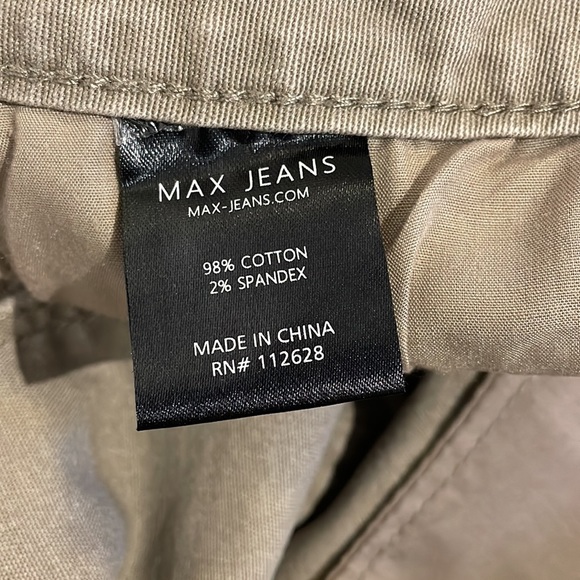 MAX JEANS
MAX-JEANS.COM
98% COTTON
2% SPANDEX
MADE IN CHINA
RN# 112628